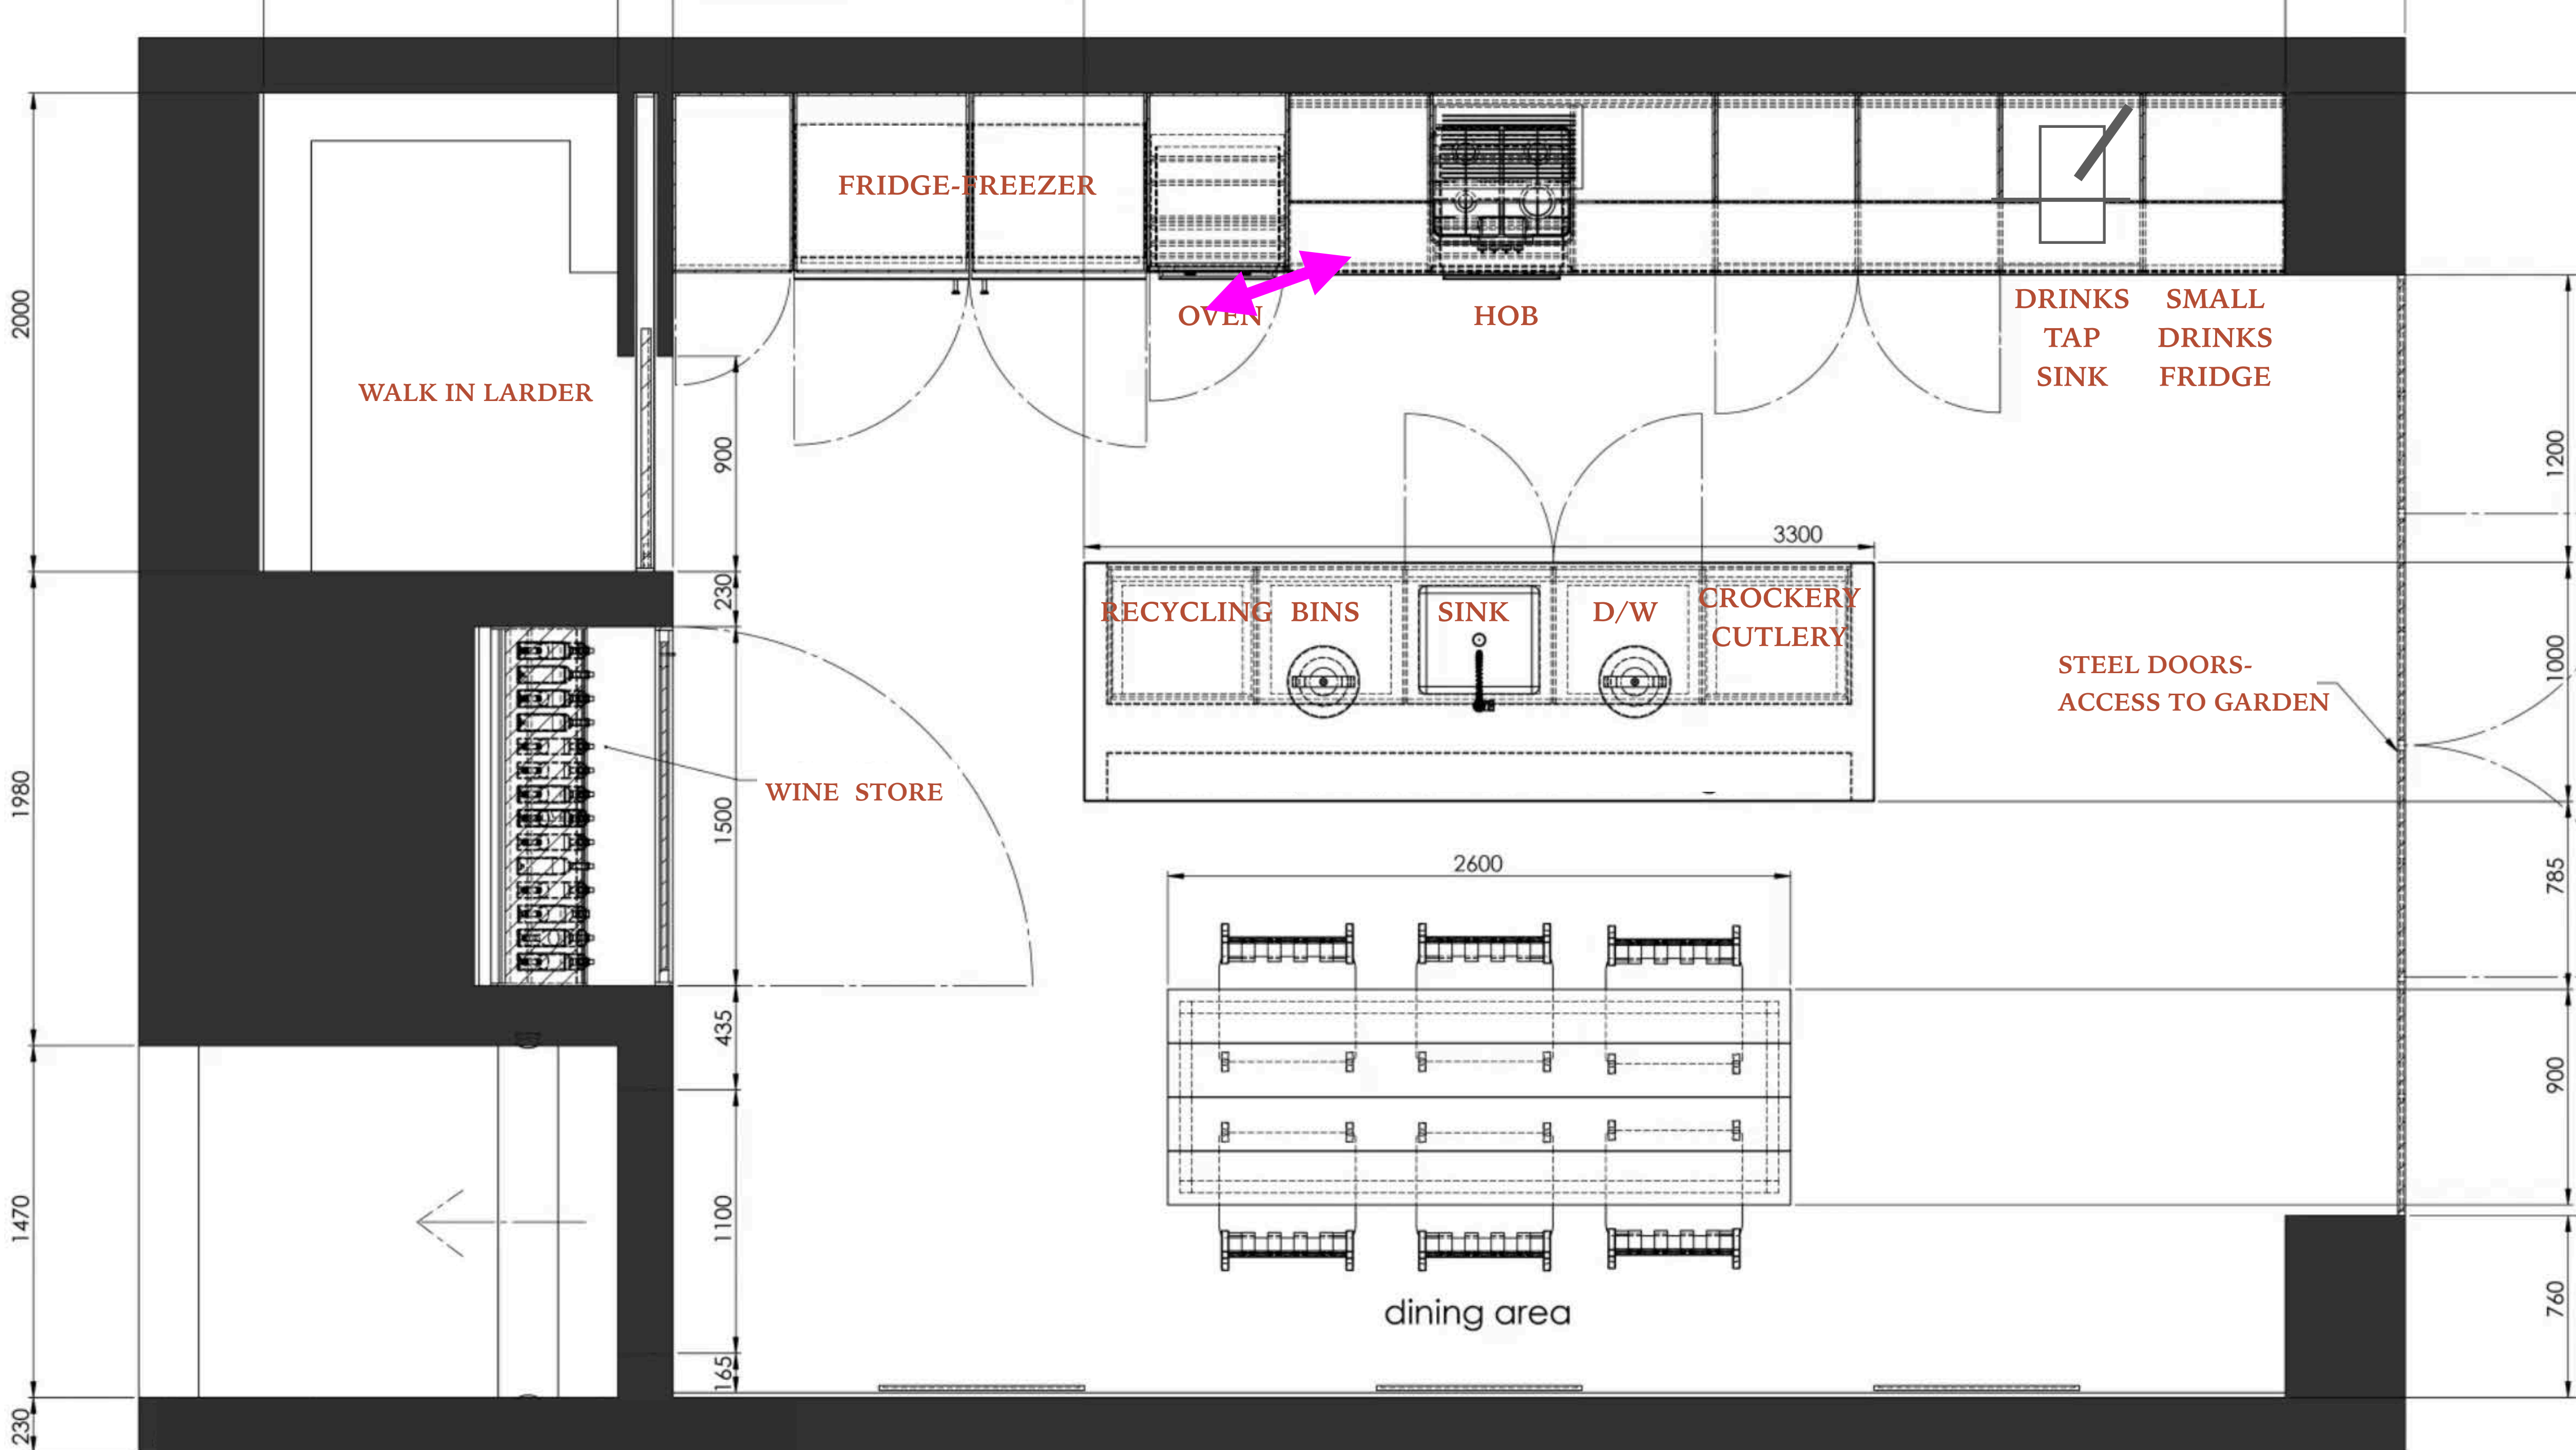 FRIDGE-FREEZER
OVEN
HOB
DRINKS
TAP
SINK
SMALL
DRINKS
FRIDGE
WALK IN LARDER
2000
900
1200
3300
230
RECYCLING
BINS
SINK
D/W
CROCKERY
CUTLERY
STEEL DOORS-
ACCESS TO GARDEN
1000
WINE STORE
1980
1500
785
2600
435
900
1470
1100
760
dining area
165
230